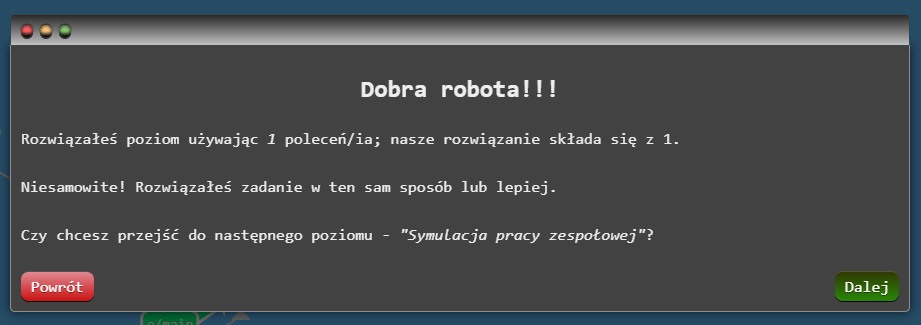 Dobra robota!!!
Rozwiązałeś poziom używając 1 poleceń/ia; nasze rozwiązanie składa się z 1.
Niesamowite! Rozwiązałeś zadanie w ten sam sposób lub lepiej.
Czy chcesz przejść do następnego poziomu - "Symulacja pracy zespołowej"?
Powrót
Dalej
o/main